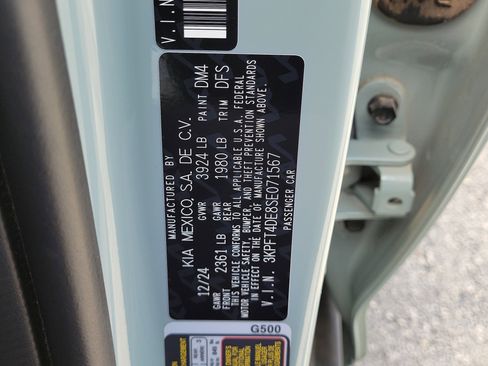 V.I.N
MANUFACTURED BY
KIA MEXICO, S.A. DE C.V.
12/24 GVWR 3924 LB PAINT DM4
GAWR FRONT 2361 LB GAWR REAR 1980 LB TRIM DFS
THIS VEHICLE CONFORMS TO ALL APPLICABLE U.S.A. FEDERAL
MOTOR VEHICLE SAFETY, BUMPER, AND THEFT PREVENTION STANDARDS
IN EFFECT ON THE DATE OF MANUFACTURE SHOWN ABOVE.
V.I.N. 3KPFT4DE8SE071567
PASSENGER CAR
G500